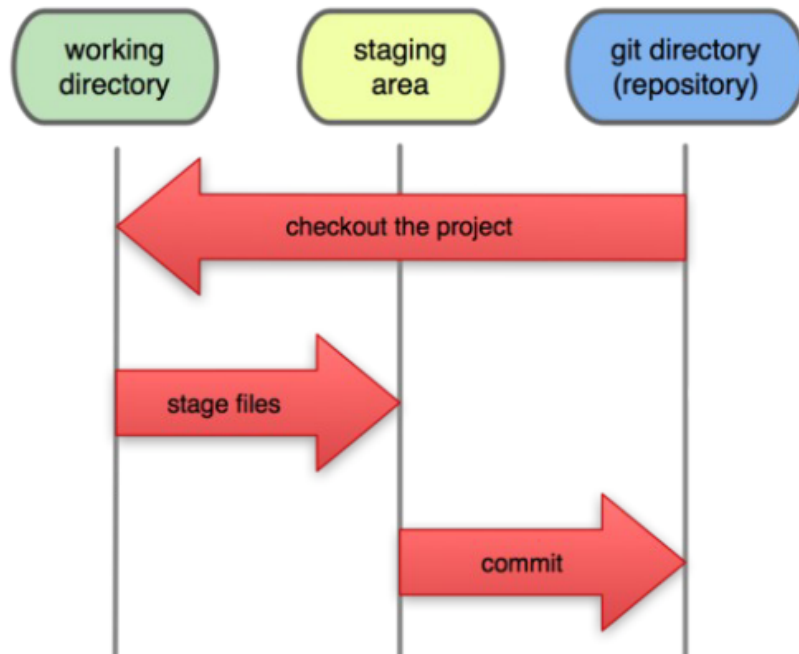 working
directory
staging
area
git directory
(repository)
checkout the project
stage files
commit